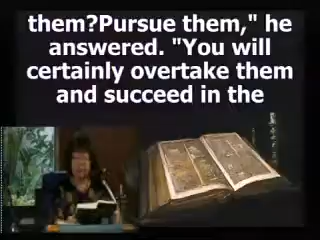 them?Pursue them," he
answered. "You will
certainly overtake them
and succeed in the